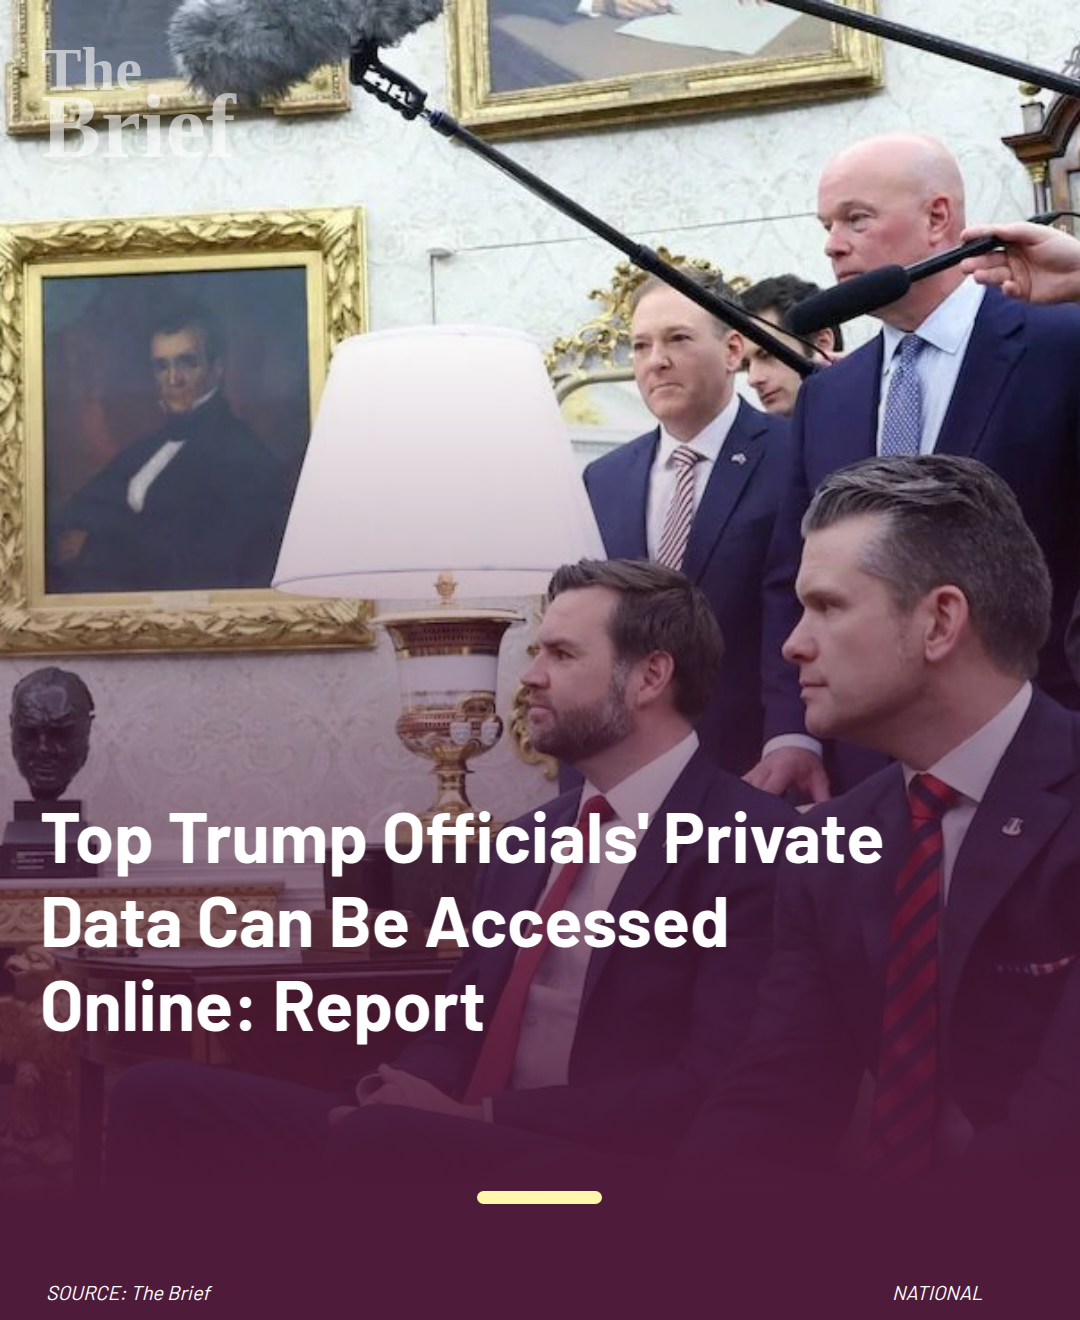 The
Brief
Top Trump Officials' Private
Data Can Be Accessed
Online: Report
SOURCE: The Brief
NATIONAL